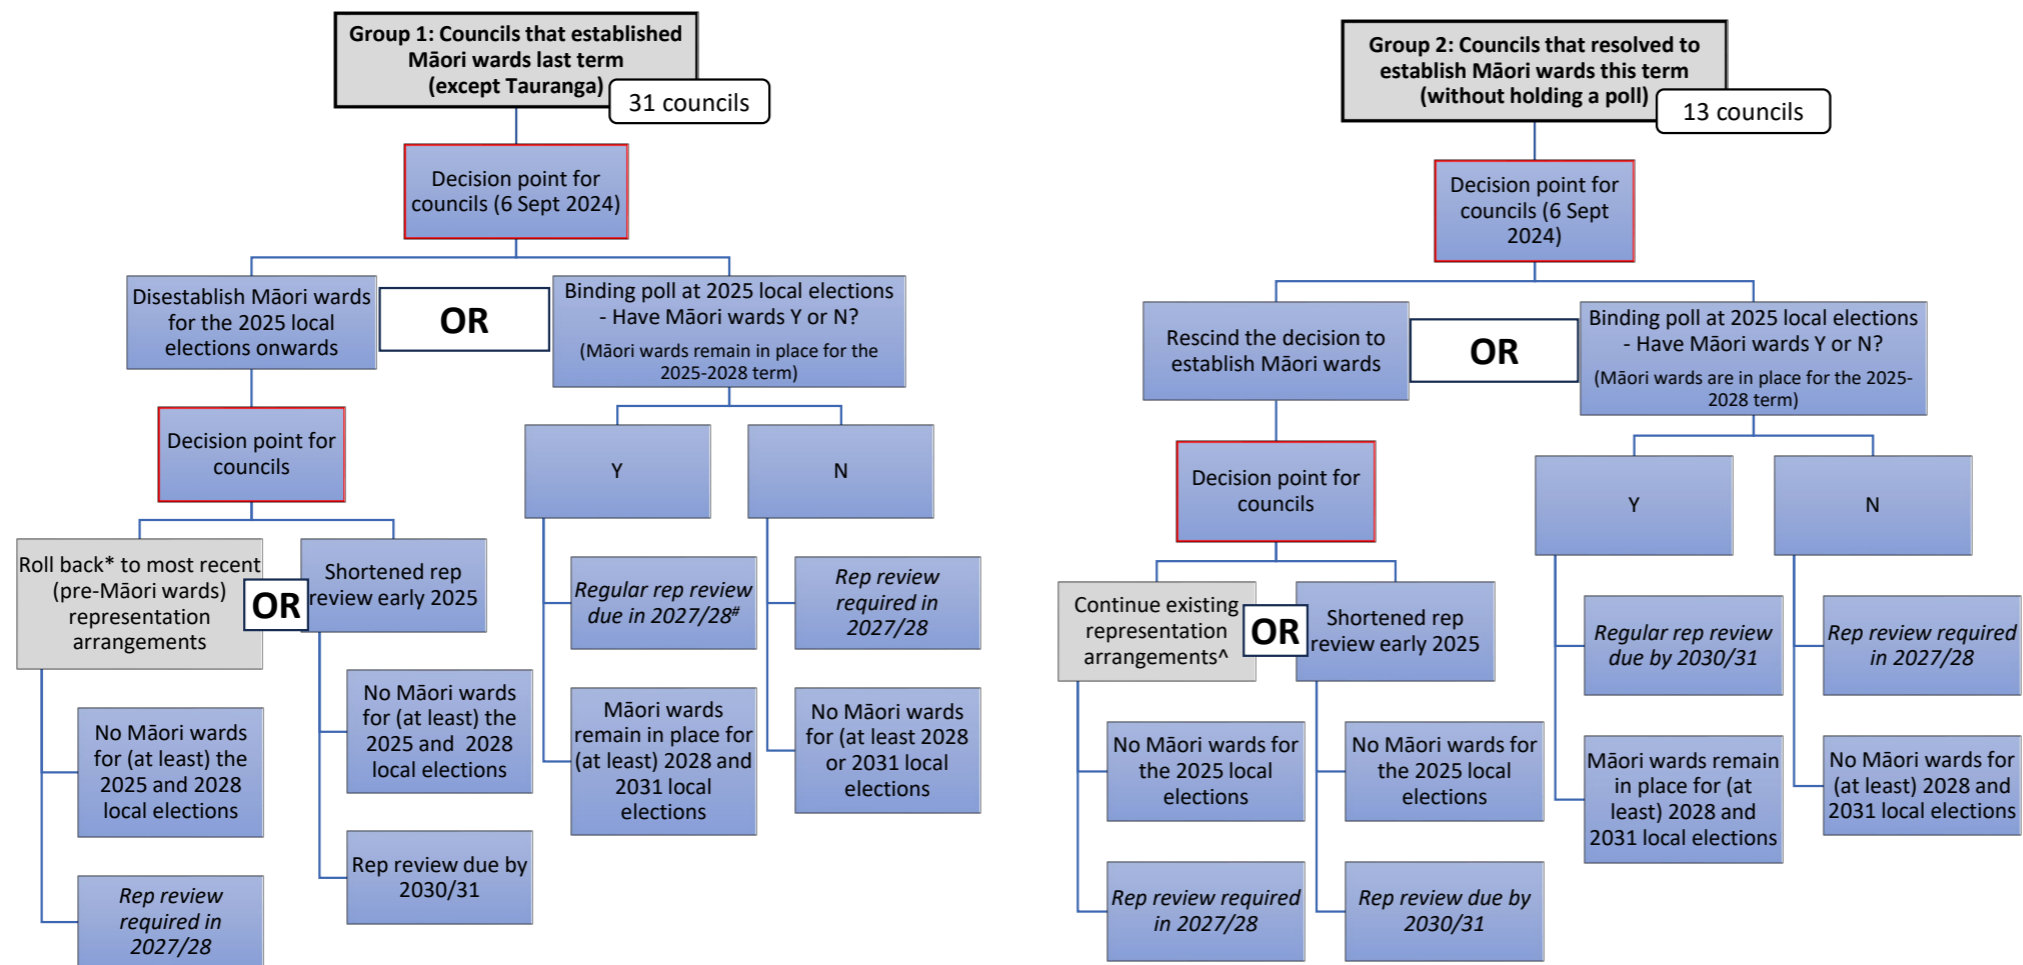 Group 1: Councils that established
Māori wards last term
(except Tauranga)
31 councils
Decision point for
councils (6 Sept 2024)
Disestablish Māori wards
for the 2025 local
elections onwards
OR
Binding poll at 2025 local elections
- Have Māori wards Y or N?
(Māori wards remain in place for the
2025-2028 term)
Decision point for
councils
Y
N
Roll back* to most recent
(pre-Māori wards)
representation
arrangements
OR
Shortened rep
review early 2025
Regular rep review
due in 2027/28#
Rep review
required in
2027/28
No Māori wards
for (at least) the
2025 and 2028
local elections
No Māori wards
for (at least) the
2025 and 2028
local elections
Māori wards
remain in place for
(at least) 2028 and
2031 local
elections
No Māori wards
for (at least 2028
or 2031 local
elections
Rep review
required in
2027/28
Rep review due by
2030/31
Group 2: Councils that resolved to
establish Māori wards this term
(without holding a poll)
13 councils
Decision point for
councils (6 Sept
2024)
Rescind the decision to
establish Māori wards
OR
Binding poll at 2025 local elections
- Have Māori wards Y or N?
(Māori wards are in place for the 2025-
2028 term)
Decision point for
councils
Y
N
Continue existing
representation
arrangements^
OR
Shortened rep
review early 2025
Regular rep review
due by 2030/31
Rep review required
in 2027/28
No Māori wards for
the 2025 local
elections
No Māori wards for
the 2025 local
elections
Māori wards remain
in place for (at
least) 2028 and
2031 local elections
No Māori wards for
(at least) 2028 and
2031 local elections
Rep review required
in 2027/28
Rep review due by
2030/31